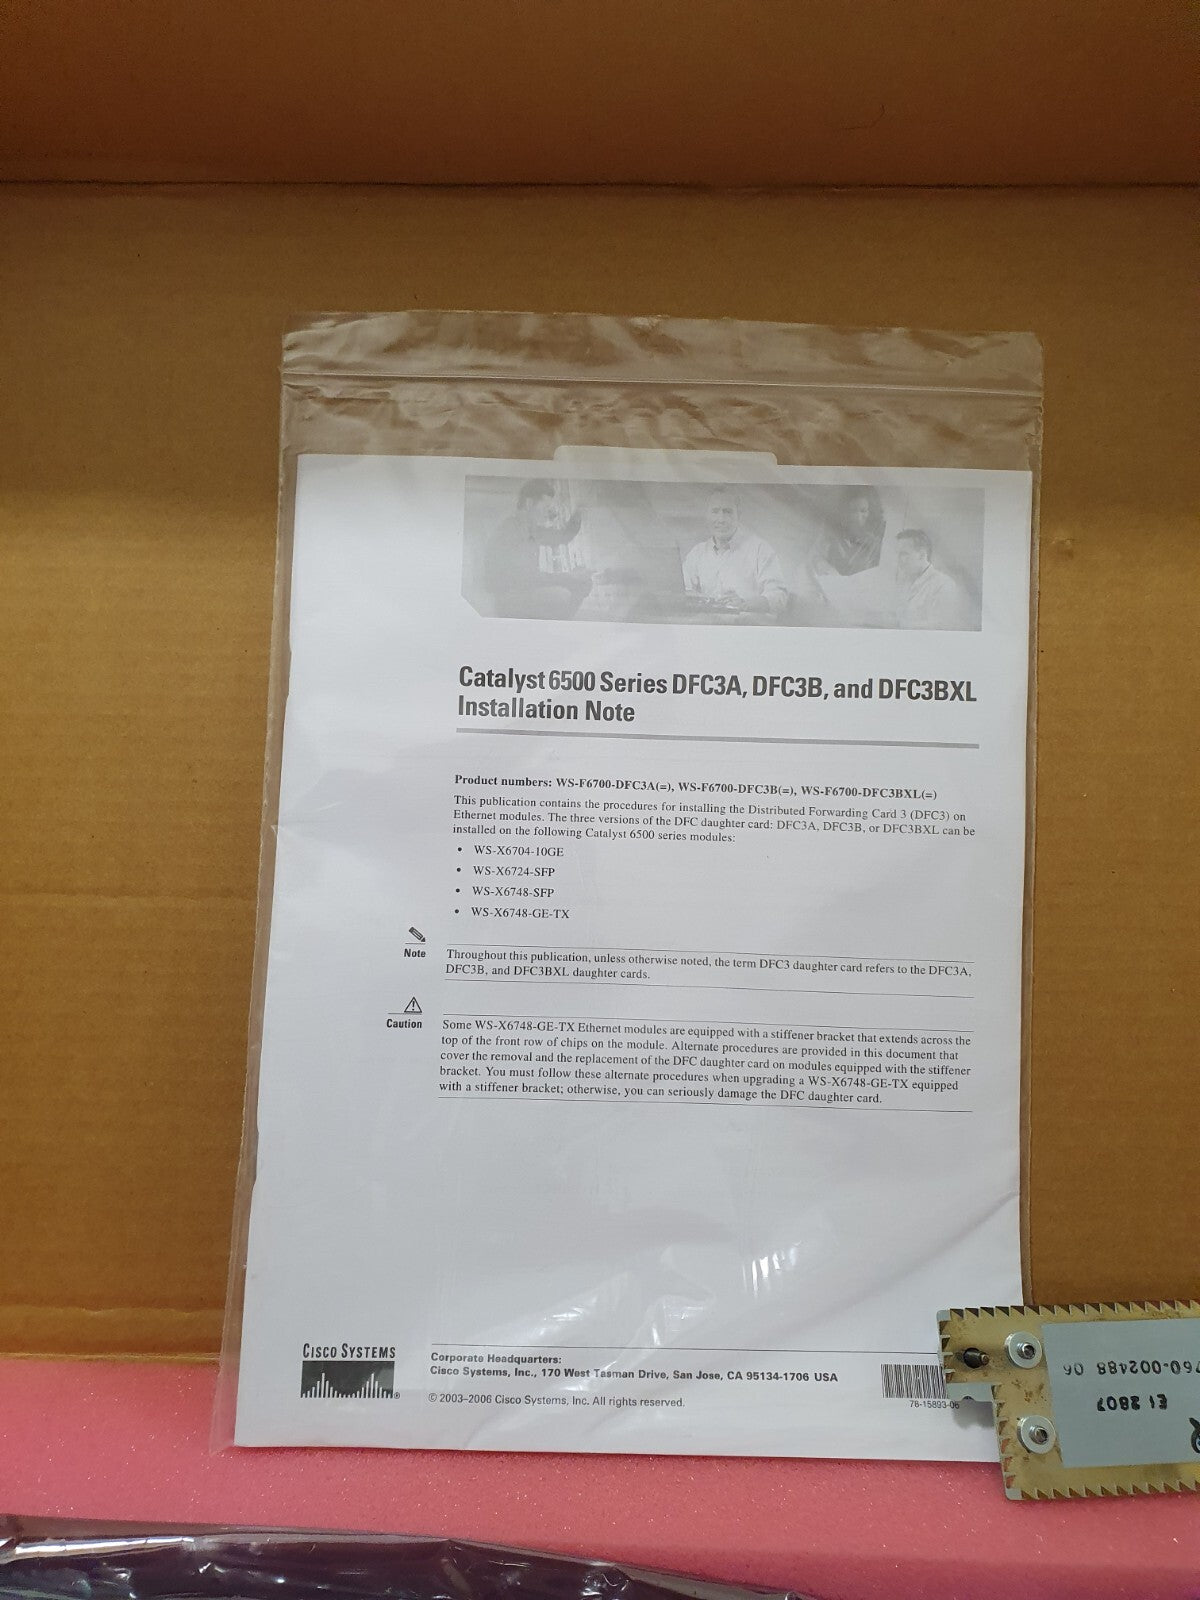 Catalyst 6500 Series DFC3A, DFC3B, and DFC3BXL
Installation Note
Product numbers: WS-F6700-DFC3A(=), WS-F6700-DFC3B(=), WS-F6700-DFC3BXL(=)
This publication contains the procedures for installing the Distributed Forwarding Card 3 (DFC3) on
Ethernet modules. The three versions of the DFC daughter card: DFC3A, DFC3B, or DFC3BXL can be
installed on the following Catalyst 6500 series modules:
• WS-X6704-10GE
• WS-X6724-SFP
• WS-X6748-SFP
• WS-X6748-GE-TX
Note
Throughout this publication, unless otherwise noted, the term DFC3 daughter card refers to the DFC3A,
DFC3B, and DFC3BXL daughter cards.
Caution
Some WS-X6748-GE-TX Ethernet modules are equipped with a stiffener bracket that extends across the
top of the front row of chips on the module. Alternate procedures are provided in this document that
cover the removal and the replacement of the DFC daughter card on modules equipped with the stiffener
bracket. You must follow these alternate procedures when upgrading a WS-X6748-GE-TX equipped
with a stiffener bracket; otherwise, you can seriously damage the DFC daughter card.
CISCO SYSTEMS
®
Corporate Headquarters:
Cisco Systems, Inc., 170 West Tasman Drive, San Jose, CA 95134-1706 USA
© 2003–2006 Cisco Systems, Inc. All rights reserved.
78-15893-06
760-002488 06
E1 2807